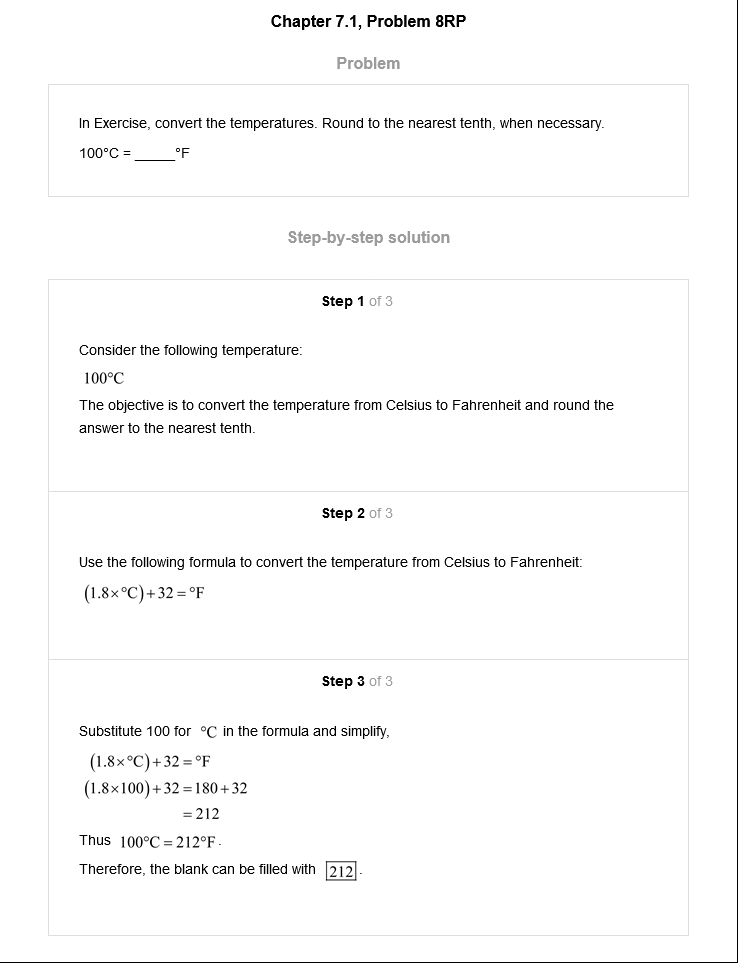 Chapter 7.1, Problem 8RP
Problem
In Exercise, convert the temperatures. Round to the nearest tenth, when necessary.
100°C = _____°F
Step-by-step solution
Step 1 of 3
Consider the following temperature:
100°C
The objective is to convert the temperature from Celsius to Fahrenheit and round the
answer to the nearest tenth.
Step 2 of 3
Use the following formula to convert the temperature from Celsius to Fahrenheit:
(1.8×°C)+32=°F
Step 3 of 3
Substitute 100 for °C in the formula and simplify,
(1.8×°C)+32=°F
(1.8×100)+32=180+32
=212
Thus 100°C=212°F.
Therefore, the blank can be filled with 212.